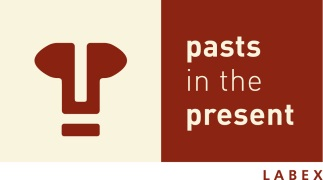 pasts
in the
present
LABEX